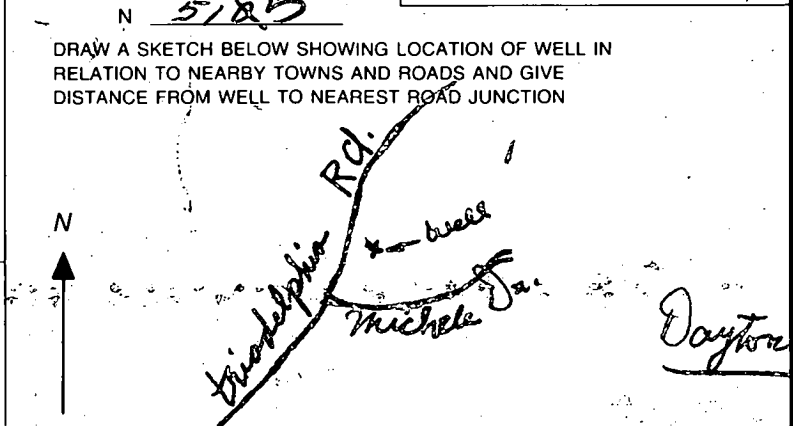 N 5185
DRAW A SKETCH BELOW SHOWING LOCATION OF WELL IN
RELATION TO NEARBY TOWNS AND ROADS AND GIVE
DISTANCE FROM WELL TO NEAREST ROAD JUNCTION
triadelphia Rd.
well
N
Michele Dr.
Dayton